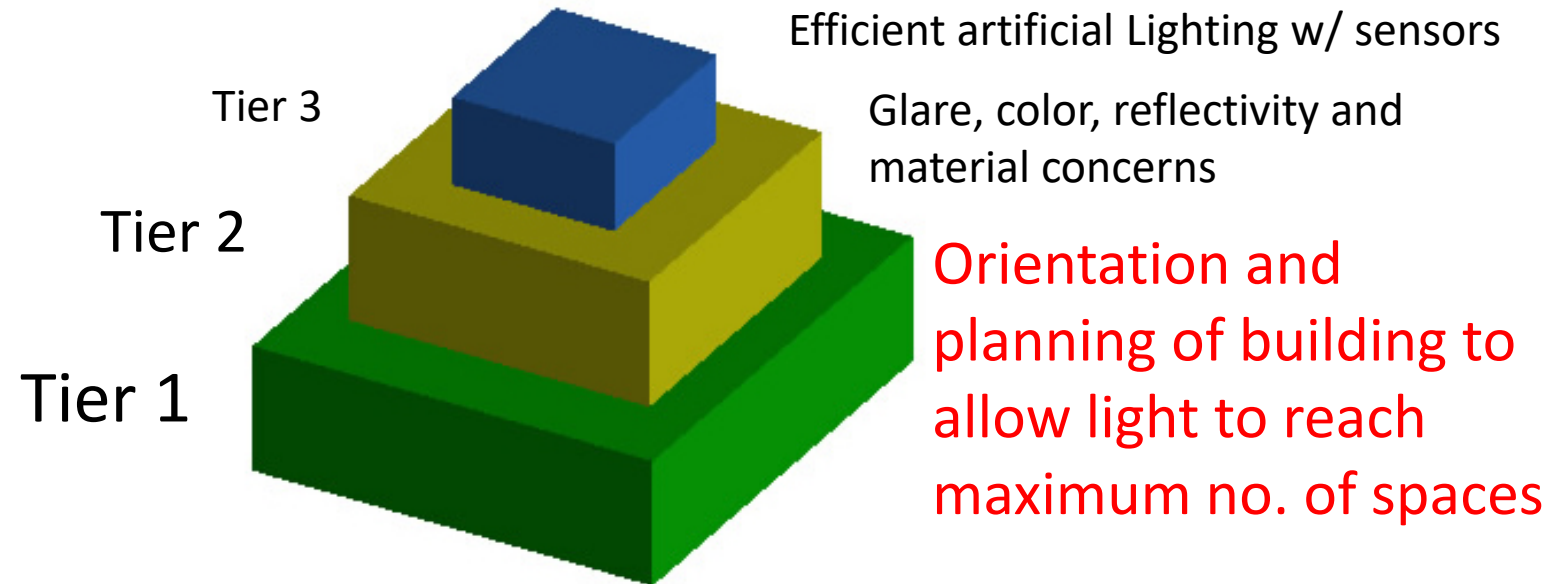 Efficient artificial Lighting w/ sensors
Tier 3
Glare, color, reflectivity and
material concerns
Tier 2
Orientation and
planning of building to
allow light to reach
maximum no. of spaces
Tier 1